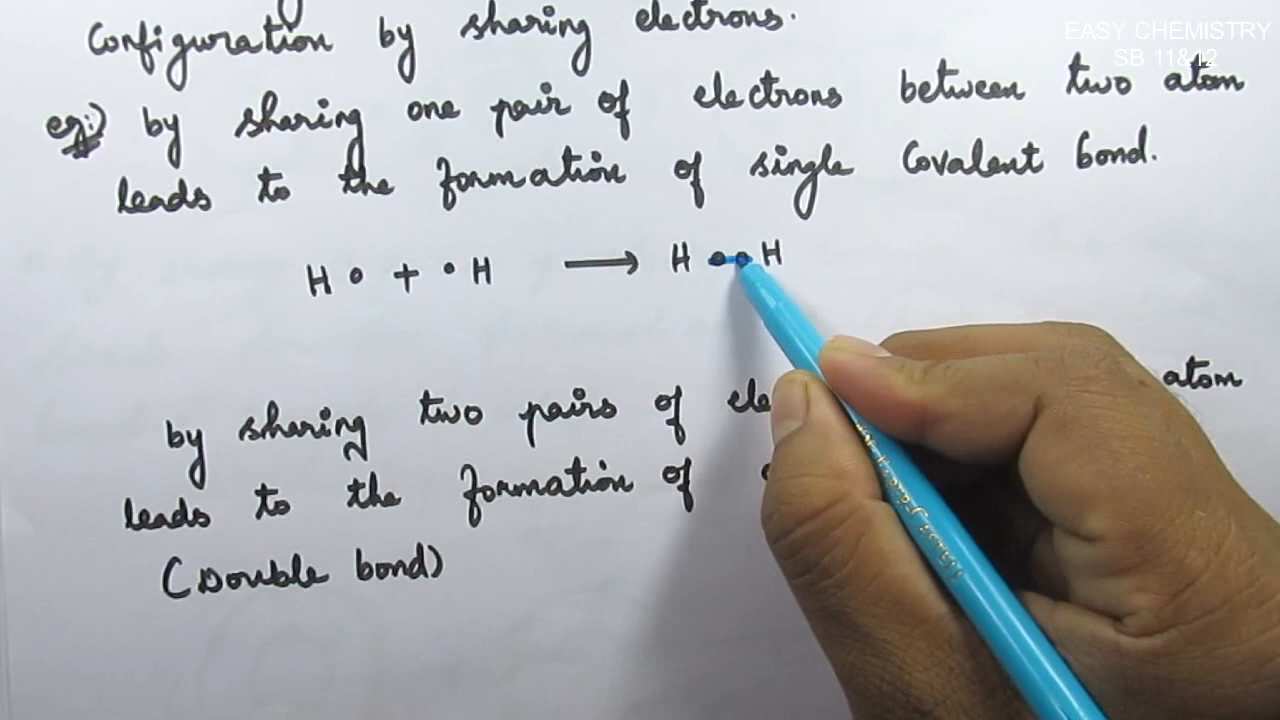 Configuration by sharing electrons.
EASY CHEMISTRY
SB 11&12
eg:) by sharing one pair of electrons between two atom
leads to the formation of single Covalent bond.
H • + • H ⟶ H •• H
by sharing two pairs of ele atom
leads to the formation of
(Double bond)